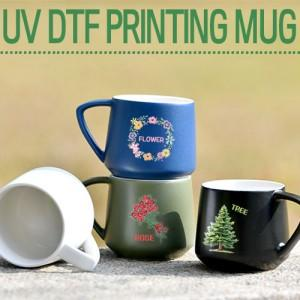 UV DTF PRINTING MUG
FLOWER
ROSE
TREE